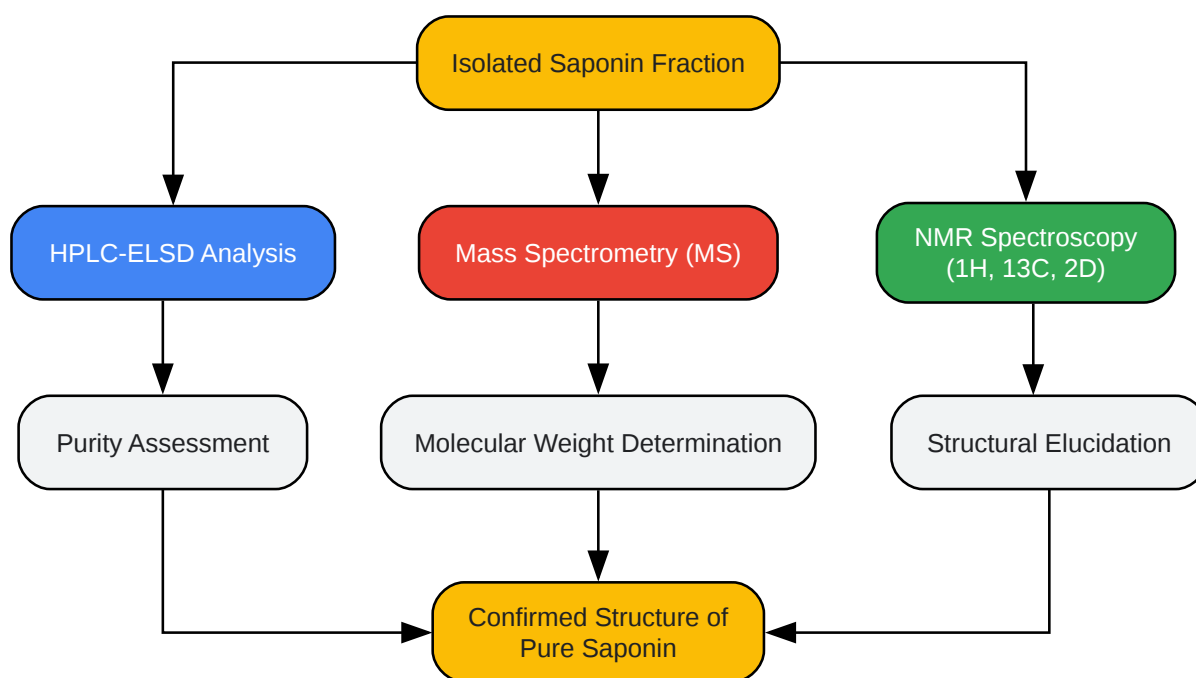 Isolated Saponin Fraction
HPLC-ELSD Analysis
Mass Spectrometry (MS)
NMR Spectroscopy
(1H, 13C, 2D)
Purity Assessment
Molecular Weight Determination
Structural Elucidation
Confirmed Structure of
Pure Saponin